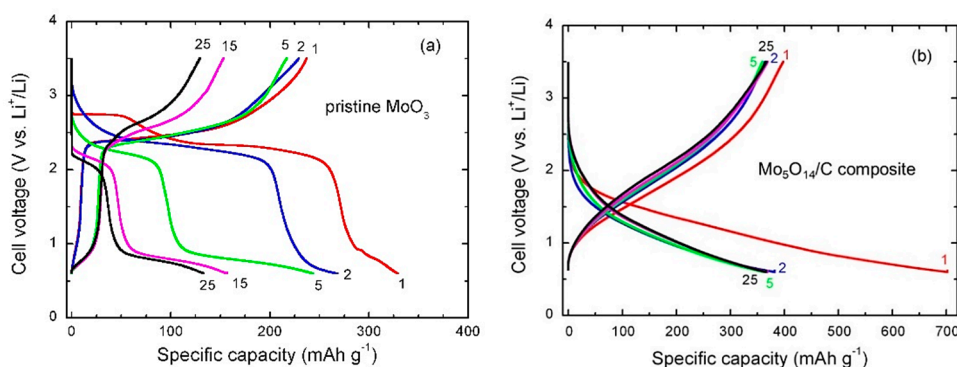 4
3
2
1
0
Cell voltage (V vs. Li⁺/Li)
25 15 5 2 1
(a)
pristine MoO₃
25 15 5 2 1
0 100 200 300 400
Specific capacity (mAh g⁻¹)
4
3
2
1
0
Cell voltage (V vs. Li⁺/Li)
25
5 2 1
(b)
Mo₅O₁₄/C composite
1
2
25 5
0 100 200 300 400 500 600 700
Specific capacity (mAh g⁻¹)